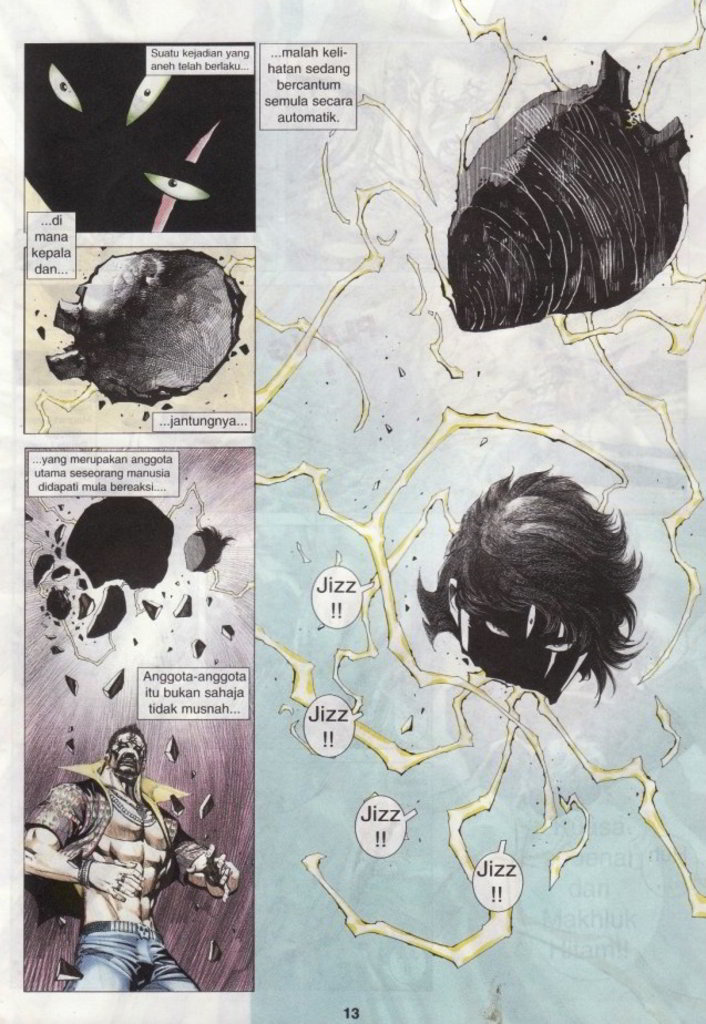 Suatu kejadian yang
aneh telah berlaku...
...di
mana
kepala
dan...
...jantungnya...
...yang merupakan anggota
utama seseorang manusia
didapati mula bereaksi....
Anggota-anggota
itu bukan sahaja
tidak musnah...
...malah keli-
hatan sedang
bercantum
semula secara
automatik.
Jizz
!!
Jizz
!!
Jizz
!!
Jizz
!!
13